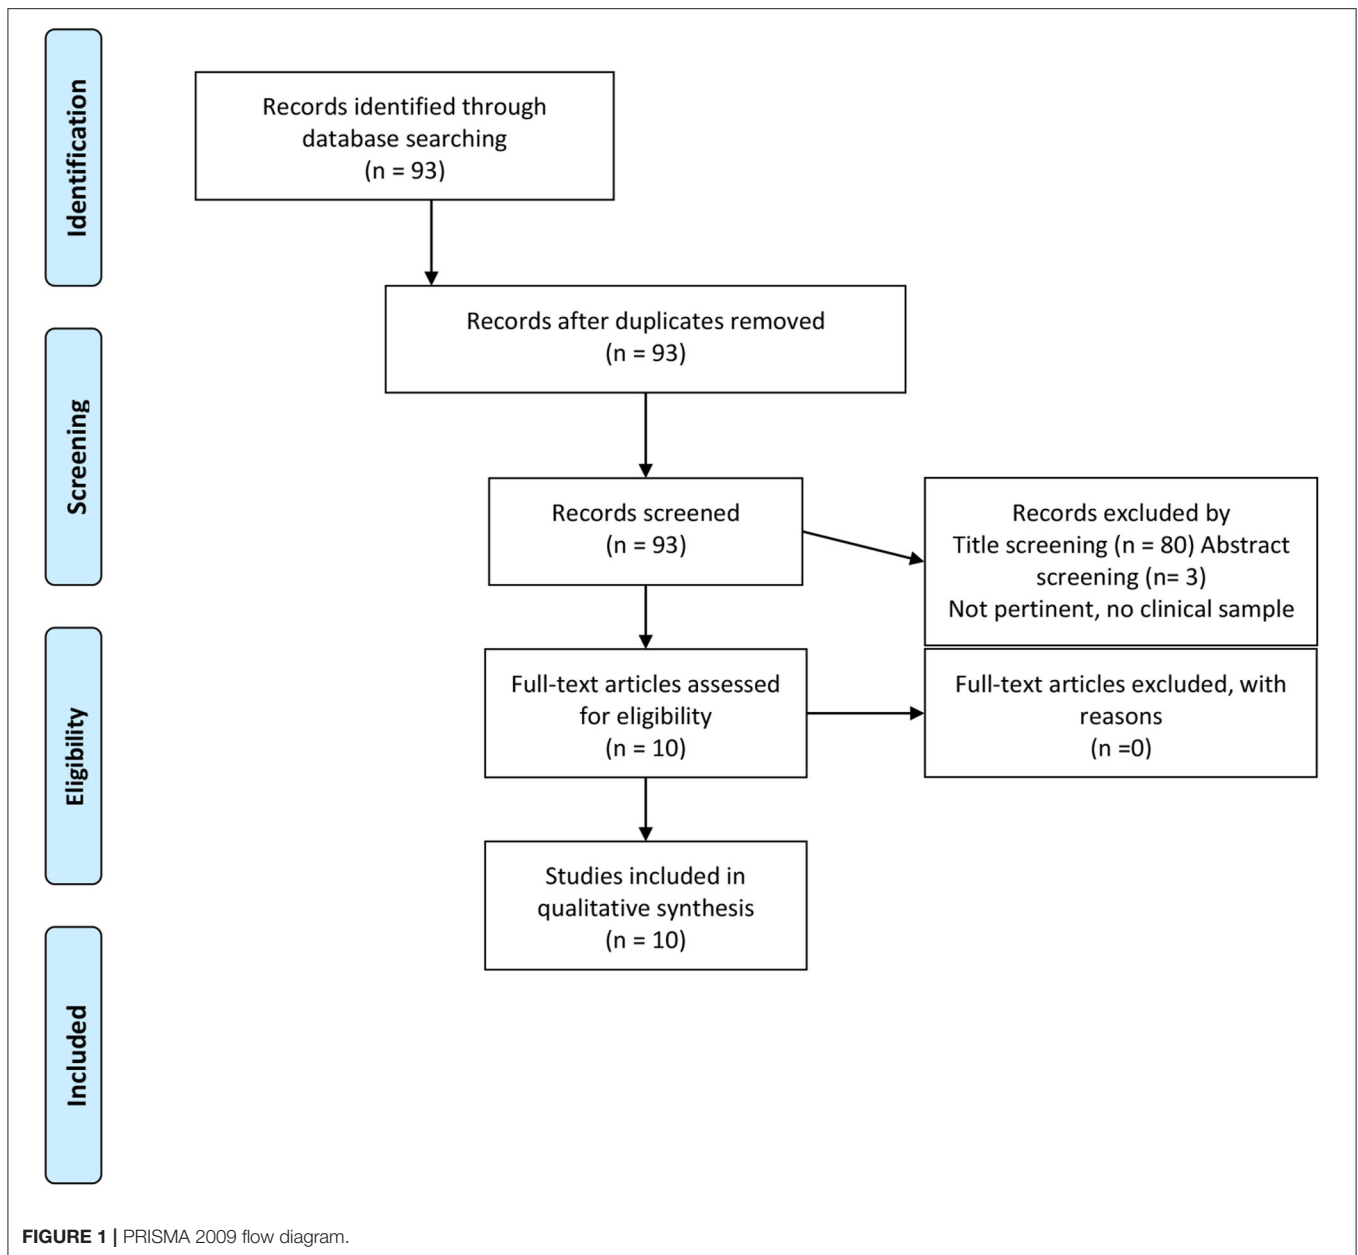 Identification
Records identified through
database searching
(n = 93)
Records after duplicates removed
(n = 93)
Screening
Records screened
(n = 93)
Records excluded by
Title screening (n = 80) Abstract
screening (n= 3)
Not pertinent, no clinical sample
Eligibility
Full-text articles assessed
for eligibility
(n = 10)
Full-text articles excluded, with
reasons
(n =0)
Studies included in
qualitative synthesis
(n = 10)
Included
FIGURE 1 | PRISMA 2009 flow diagram.